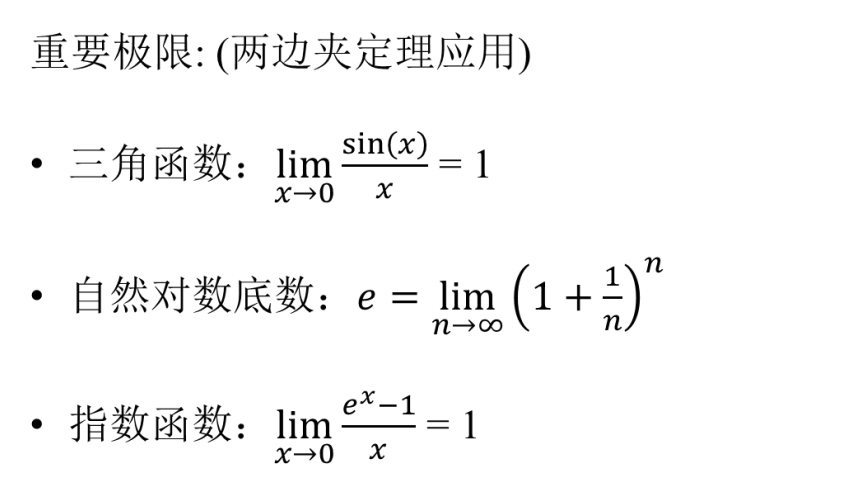 重要极限: (两边夹定理应用)
• 三角函数：$\lim_{x \to 0} \frac{\sin(x)}{x} = 1$
• 自然对数底数：$e = \lim_{n \to \infty} \left(1 + \frac{1}{n}\right)^n$
• 指数函数：$\lim_{x \to 0} \frac{e^x - 1}{x} = 1$